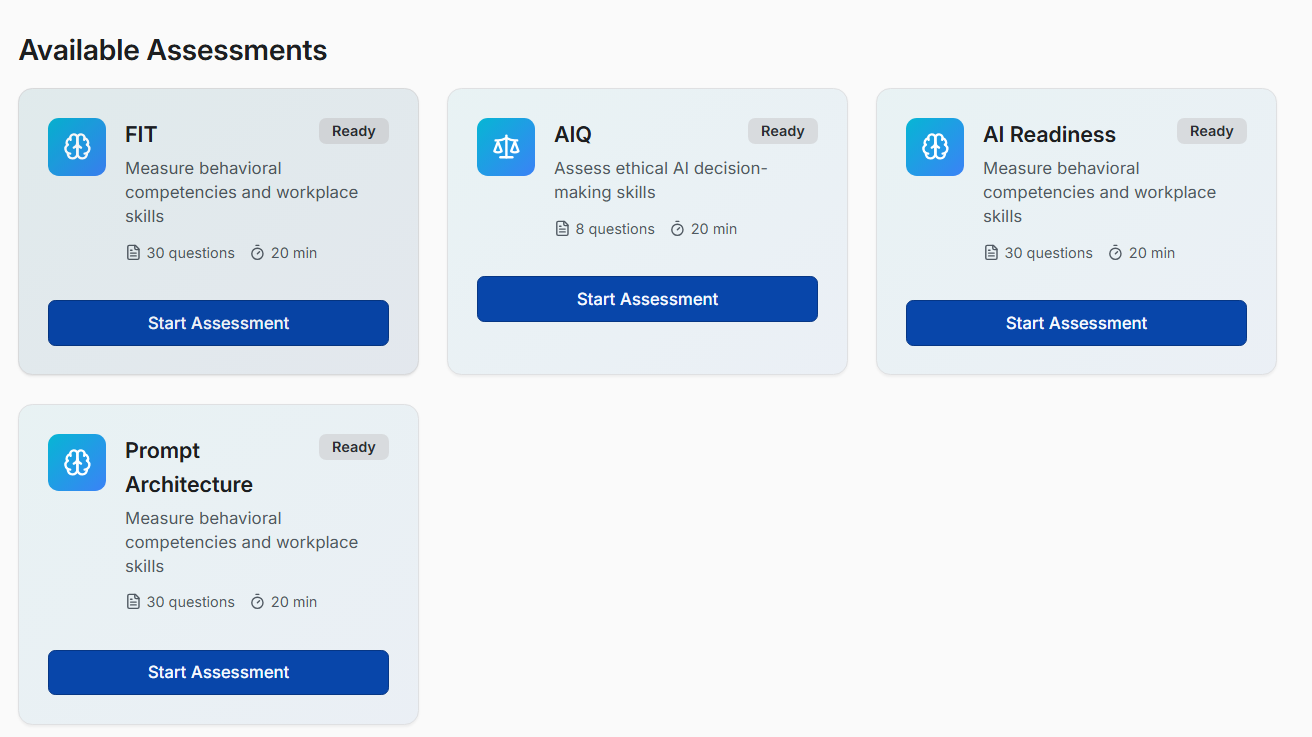 Available Assessments
FIT
Ready
Measure behavioral
competencies and workplace
skills
30 questions 20 min
Start Assessment
AIQ
Ready
Assess ethical AI decision-
making skills
8 questions 20 min
Start Assessment
AI Readiness
Ready
Measure behavioral
competencies and workplace
skills
30 questions 20 min
Start Assessment
Prompt
Architecture
Ready
Measure behavioral
competencies and workplace
skills
30 questions 20 min
Start Assessment